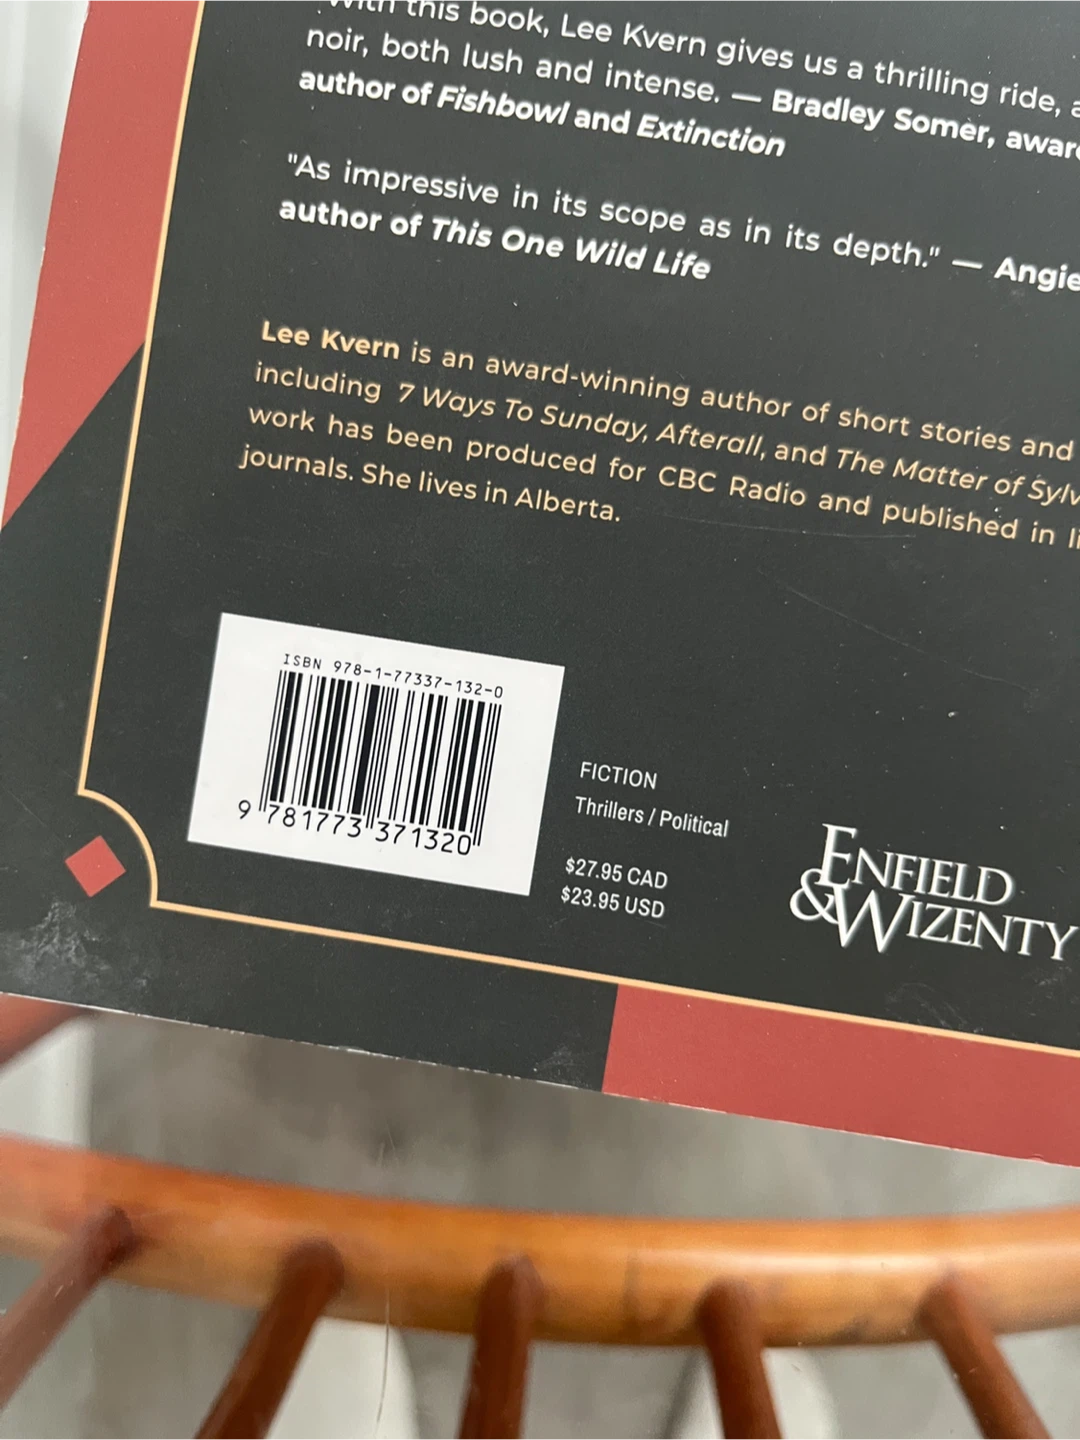 With this book, Lee Kvern gives us a thrilling ride,
noir, both lush and intense. — Bradley Somer,
author of Fishbowl and Extinction
"As impressive in its scope as in its depth." — Angie
author of This One Wild Life
Lee Kvern is an award-winning author of short stories and
including 7 Ways To Sunday, Afterall, and The Matter of
work has been produced for CBC Radio and published in
journals. She lives in Alberta.
ISBN 978-1-77337-132-0
9 781773 371320
FICTION
Thrillers / Political
$27.95 CAD
$23.95 USD
ENFIELD
&WIZENTY